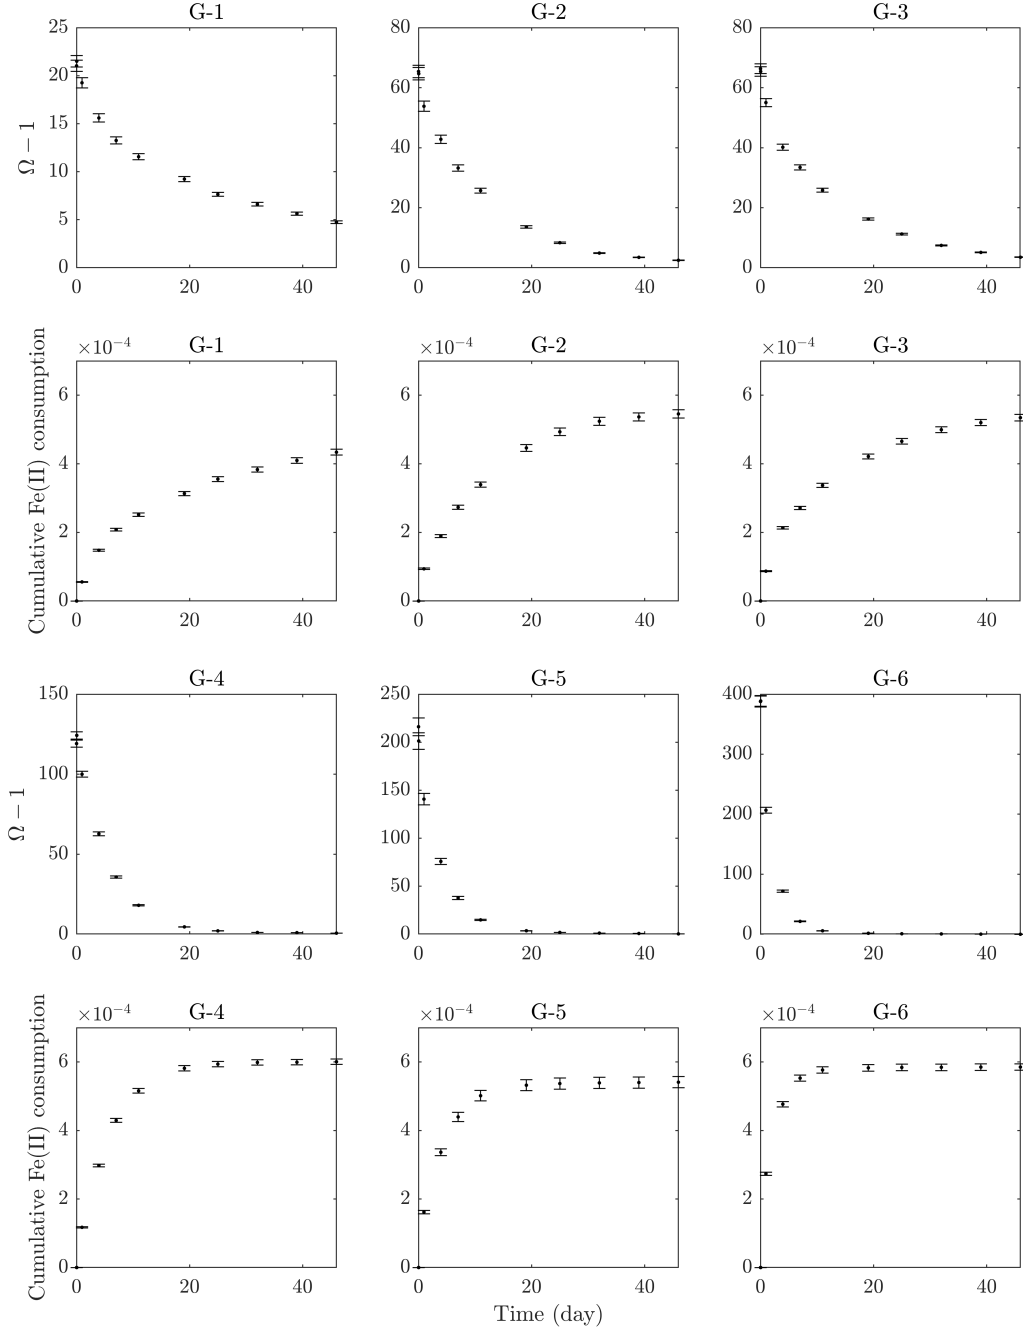 G-1 G-2 G-3
Ω − 1
25 20 15 10 5 0
0 20 40
80 60 40 20 0
0 20 40
80 60 40 20 0
0 20 40
G-1 G-2 G-3
Cumulative Fe(II) consumption
×10⁻⁴
6 4 2 0
0 20 40
×10⁻⁴
6 4 2 0
0 20 40
×10⁻⁴
6 4 2 0
0 20 40
G-4 G-5 G-6
Ω − 1
150 100 50 0
0 20 40
250 200 150 100 50 0
0 20 40
400 300 200 100 0
0 20 40
G-4 G-5 G-6
Cumulative Fe(II) consumption
×10⁻⁴
6 4 2 0
0 20 40
×10⁻⁴
6 4 2 0
0 20 40
×10⁻⁴
6 4 2 0
0 20 40
Time (day)